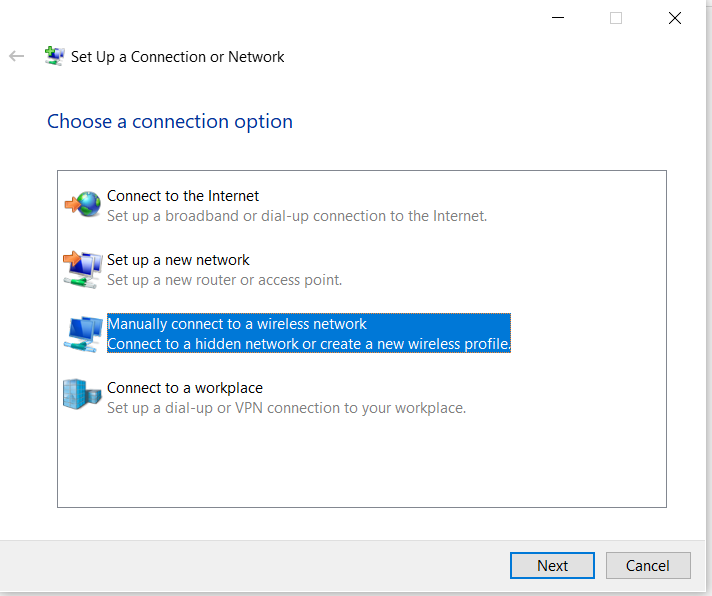 Set Up a Connection or Network
Choose a connection option
Connect to the Internet
Set up a broadband or dial-up connection to the Internet.
Set up a new network
Set up a new router or access point.
Manually connect to a wireless network
Connect to a hidden network or create a new wireless profile.
Connect to a workplace
Set up a dial-up or VPN connection to your workplace.
Next
Cancel